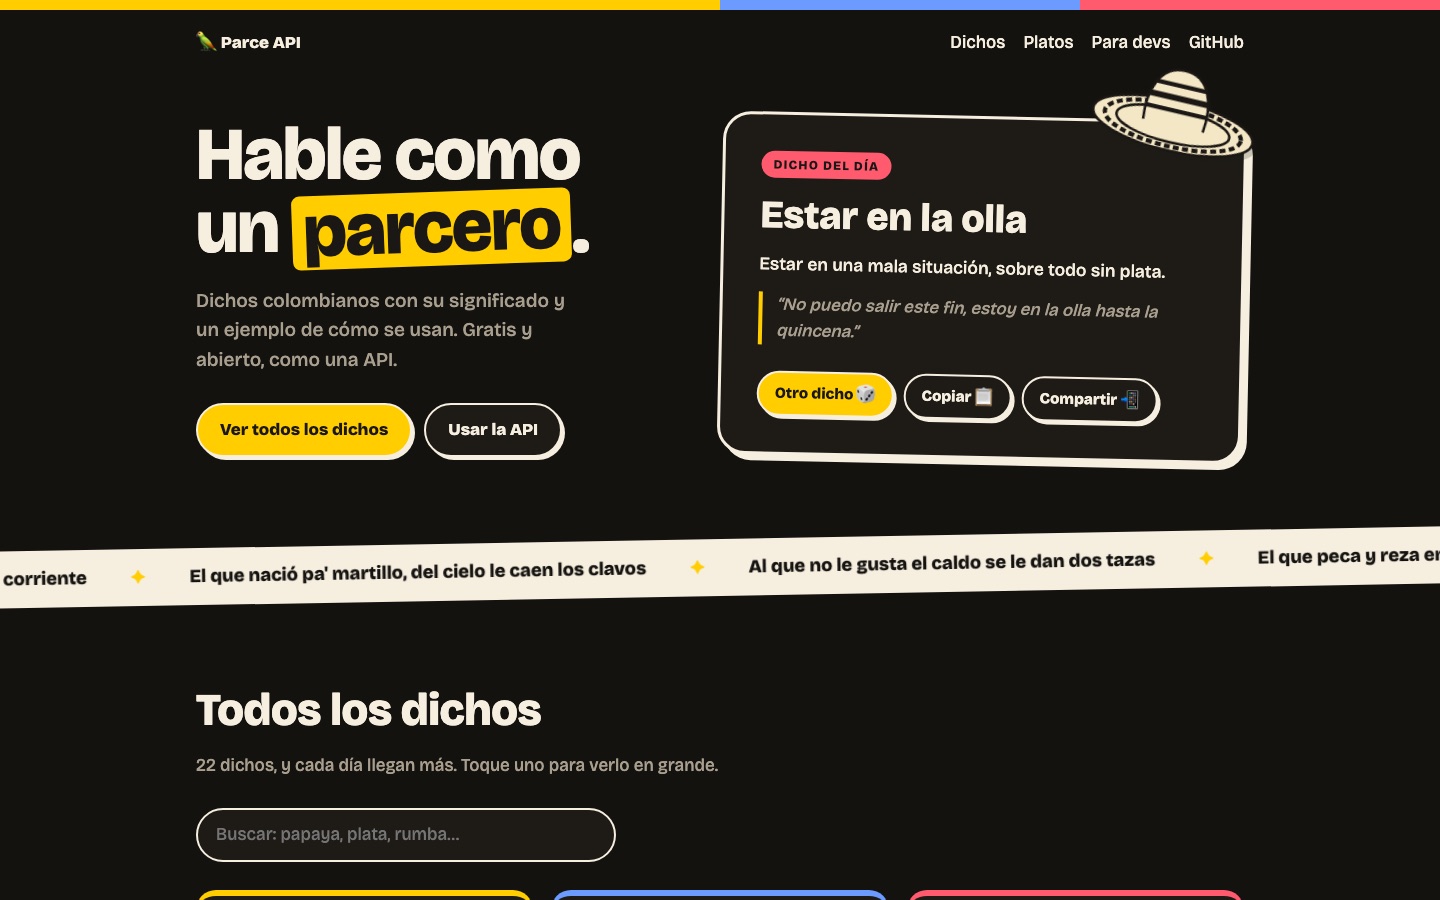 Parce API
Dichos Platos Para devs GitHub
Hable como
un parcero.
Dichos colombianos con su significado y
un ejemplo de cómo se usan. Gratis y
abierto, como una API.
Ver todos los dichos
Usar la API
DICHO DEL DÍA
Estar en la olla
Estar en una mala situación, sobre todo sin plata.
“No puedo salir este fin, estoy en la olla hasta la
quincena.”
Otro dicho
Copiar
Compartir
corriente ✦ El que nació pa' martillo, del cielo le caen los clavos ✦ Al que no le gusta el caldo se le dan dos tazas ✦ El que peca y reza
Todos los dichos
22 dichos, y cada día llegan más. Toque uno para verlo en grande.
Buscar: papaya, plata, rumba...